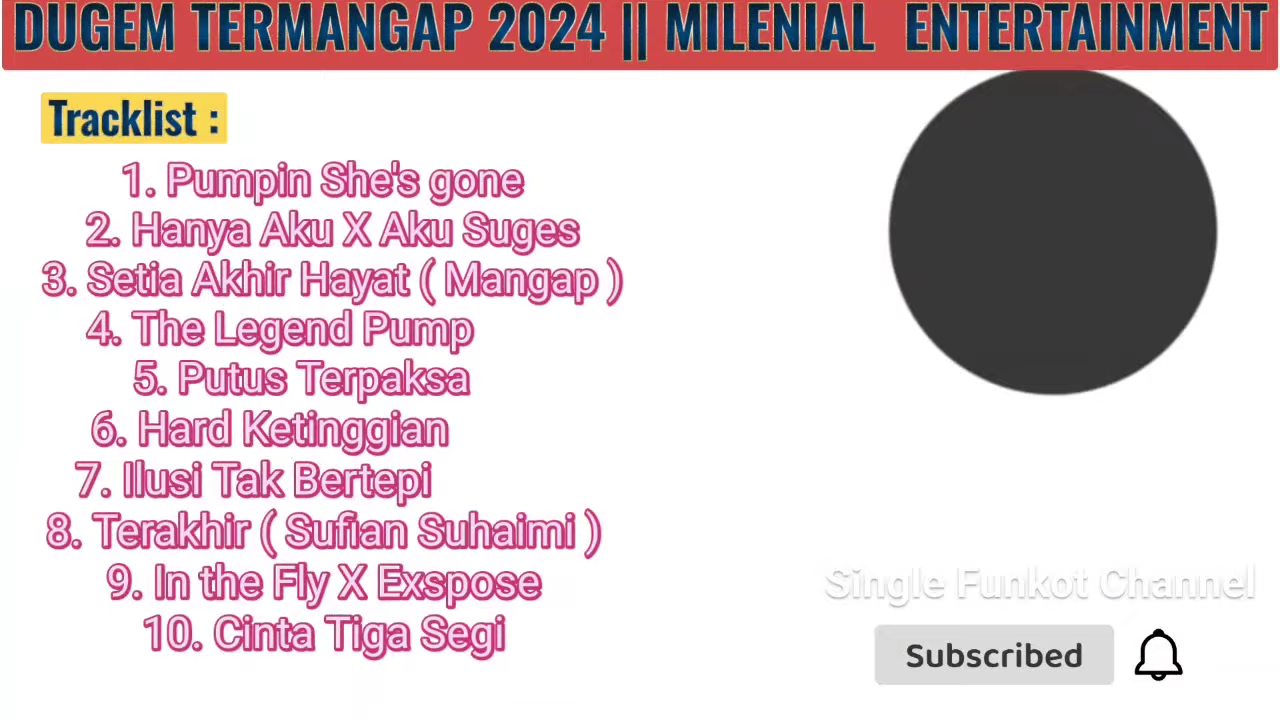 DUGEM TERMANGAP 2024 || MILENIAL ENTERTAINMENT
Tracklist :
1. Pumpin She's gone
2. Hanya Aku X Aku Suges
3. Setia Akhir Hayat ( Mangap )
4. The Legend Pump
5. Putus Terpaksa
6. Hard Ketinggian
7. Ilusi Tak Bertepi
8. Terakhir ( Sufian Suhaimi )
9. In the Fly X Exspose
10. Cinta Tiga Segi
Single Funkot Channel
Subscribed